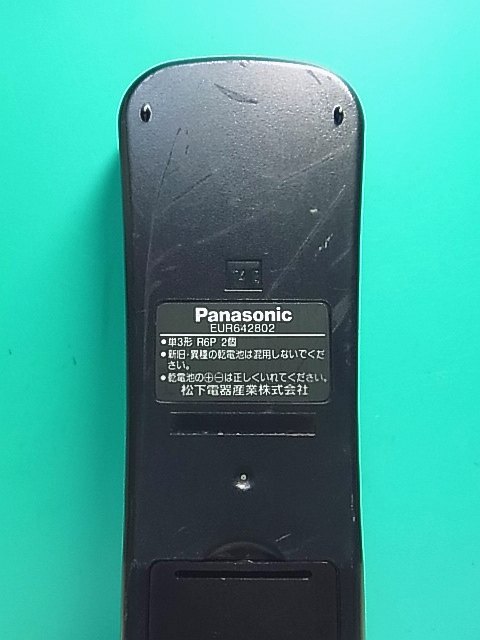 Panasonic
EUR642802
●単3形 R6P 2個
●新旧・異種の乾電池は混用しないでくだ
さい。
●乾電池の⊕⊖は正しくいれてください。
松下電器産業株式会社